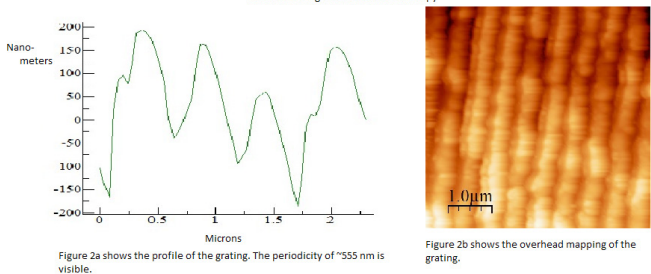 200
150
100
50
0
-50
100
-150
-200
Nano-
meters
0
0.5
1
1.5
2
Microns
Figure 2a shows the profile of the grating. The periodicity of ~555 nm is
visible.
1.0µm
Figure 2b shows the overhead mapping of the
grating.